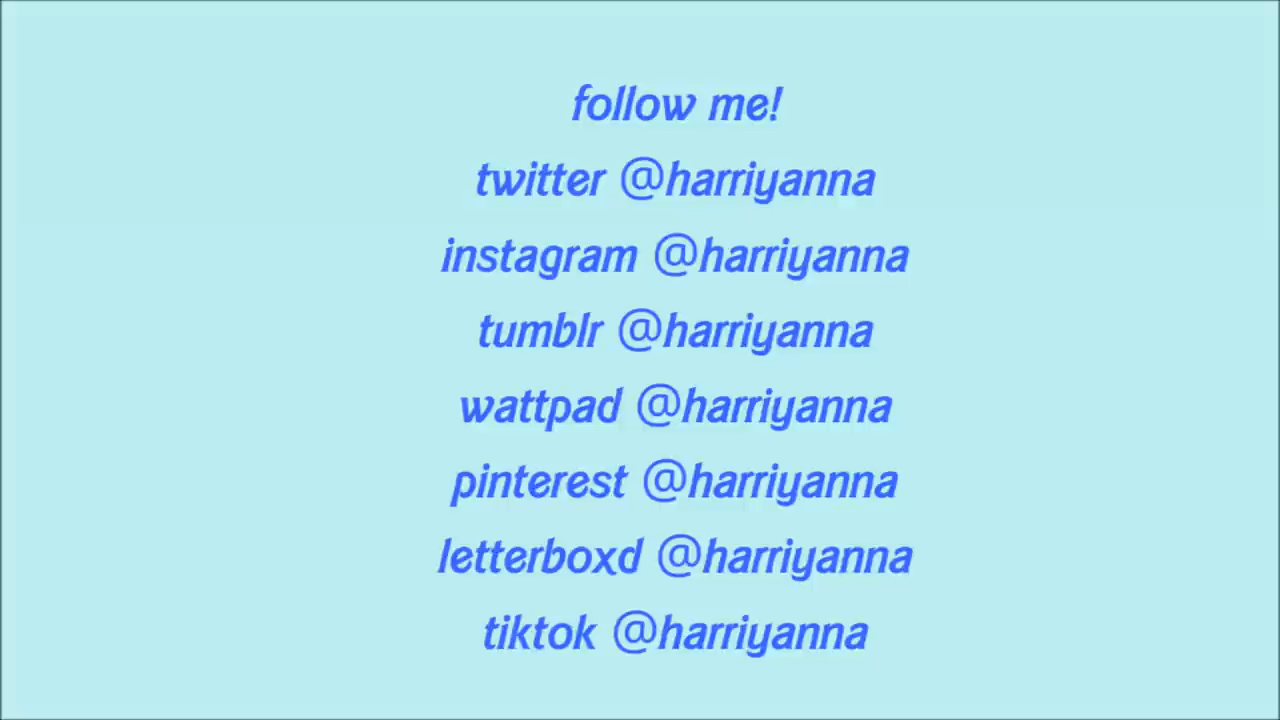 follow me!
twitter @harriyanna
instagram @harriyanna
tumblr @harriyanna
wattpad @harriyanna
pinterest @harriyanna
letterboxd @harriyanna
tiktok @harriyanna